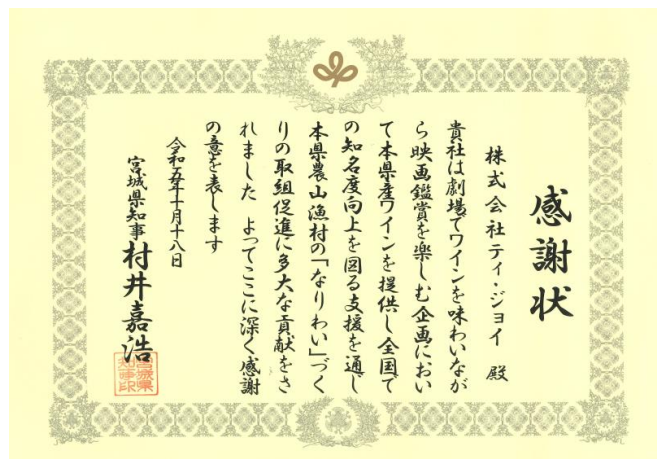 感謝状
株式会社ティ・ジョイ 殿
貴社は劇場でワインを味わいなが
ら映画鑑賞を楽しむ企画におい
て本県産ワインを提供し全国で
の知名度向上を図る支援を通じ
本県農山漁村の「なりわい」づく
りの取組促進に多大な貢献をさ
れました よってここに深く感謝
の意を表します
令和五年十月十八日
宮城県知事 村井嘉浩
宮城県知事印